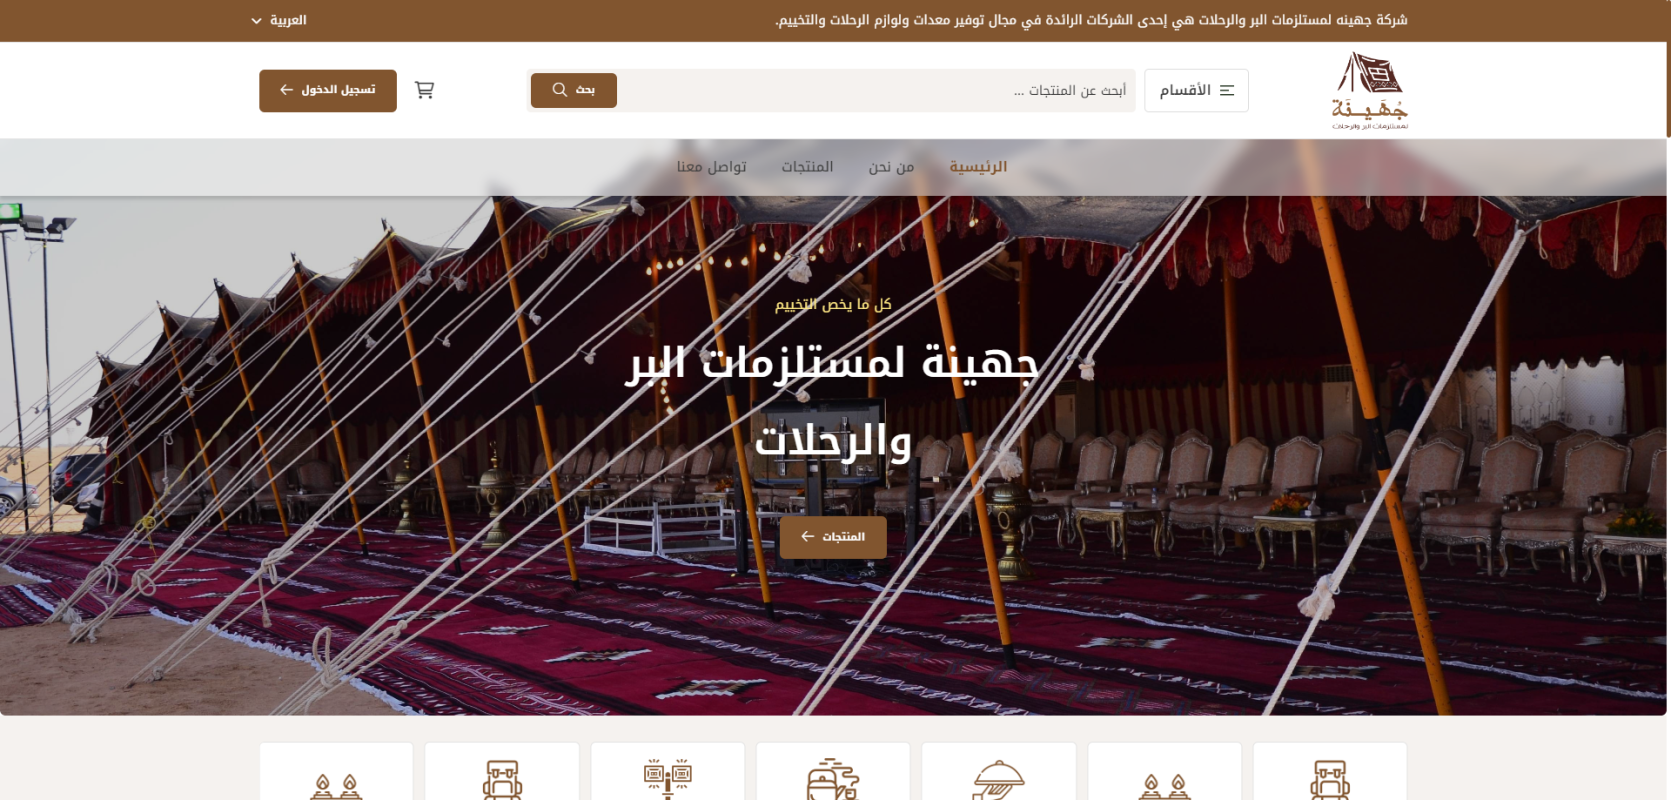 شركة جهينه لمستلزمات البر والرحلات هي إحدى الشركات الرائدة في مجال توفير معدات ولوازم الرحلات والتخييم.
العربية
جهينة
لمستلزمات البر والرحلات
الأقسام
أبحث عن المنتجات ...
بحث
تسجيل الدخول
الرئيسية
من نحن
المنتجات
تواصل معنا
كل ما يخص التخييم
جهينة لمستلزمات البر
والرحلات
المنتجات